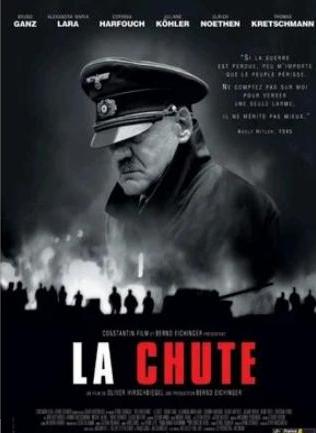 BRUNO ALEXANDRA MARIA CORINNA JULIANE ULRICH THOMAS
GANZ LARA HARFOUCH KÖHLER NOETHEN KRETSCHMANN
"SI LA GUERRE
EST PERDUE, PEU M'IMPORTE
QUE LE PEUPLE PÉRISSE.
NE COMPTEZ PAS SUR MOI
POUR VERSER
UNE SEULE LARME,
IL NE MÉRITE PAS MIEUX."
ADOLF HITLER, 1945
CONSTANTIN FILM ET BERND EICHINGER PRÉSENTENT
LA CHUTE
UN FILM DE OLIVER HIRSCHBIEGEL UNE PRODUCTION BERND EICHINGER